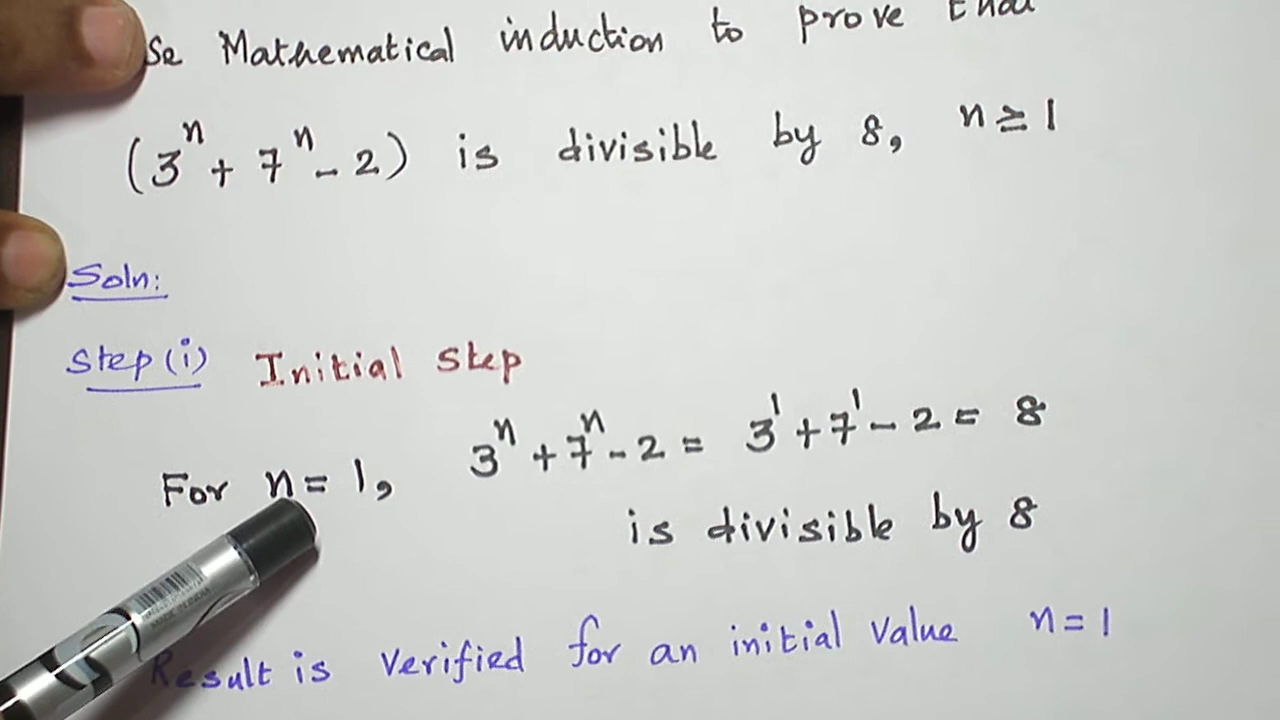 se Mathematical induction to prove that
(3^n + 7^n - 2) is divisible by 8, n ≥ 1
Soln:
Step (i) Initial step
For n = 1, 3^n + 7^n - 2 = 3^1 + 7^1 - 2 = 8
is divisible by 8
Result is verified for an initial value n = 1